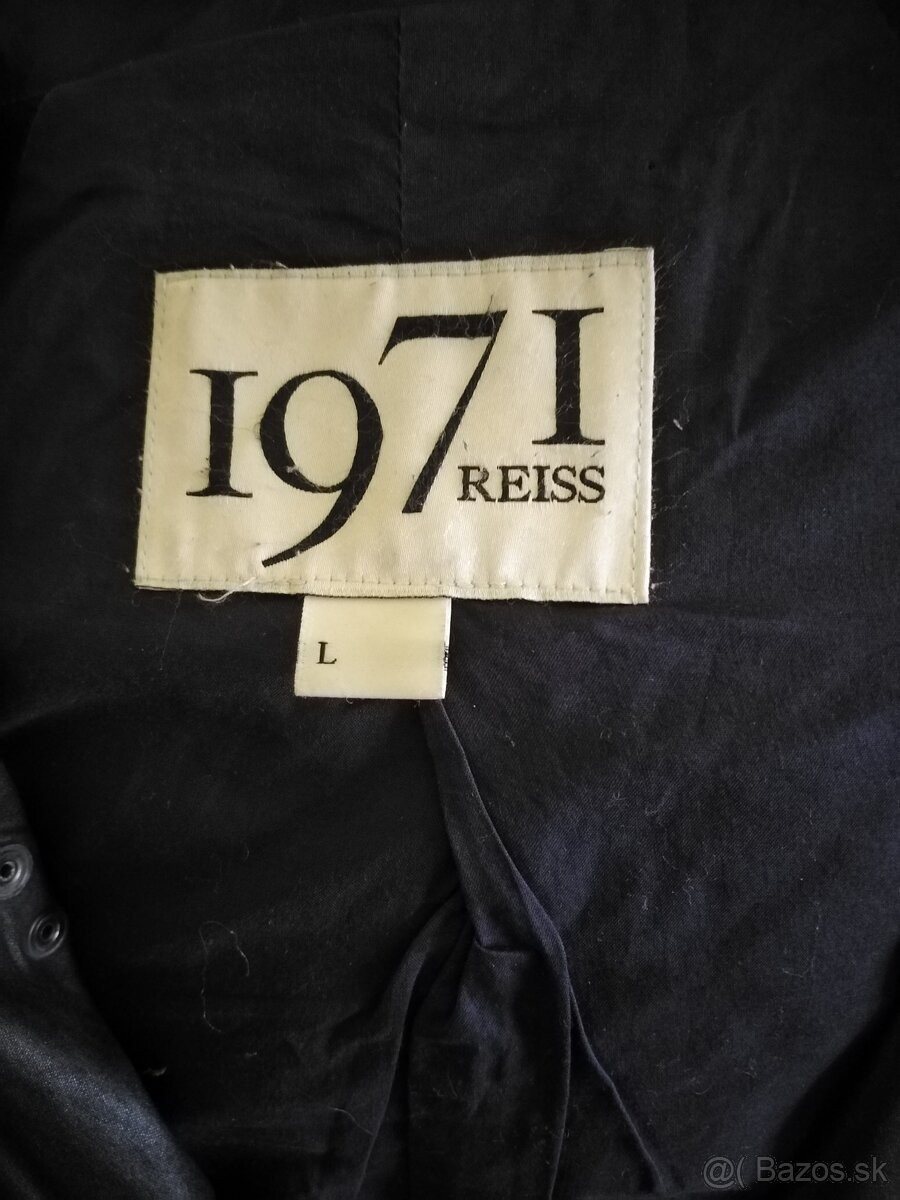 1971
REISS
L
@( Bazos.sk